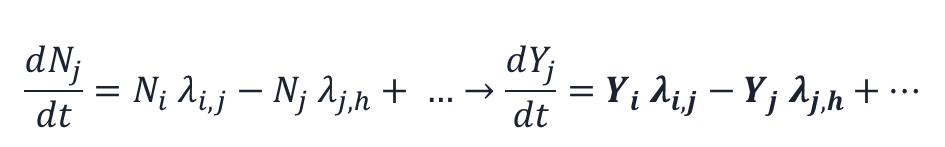 dN_j/dt = N_i λ_{i,j} − N_j λ_{j,h} + … → dY_j/dt = Y_i λ_{i,j} − Y_j λ_{j,h} + ⋯